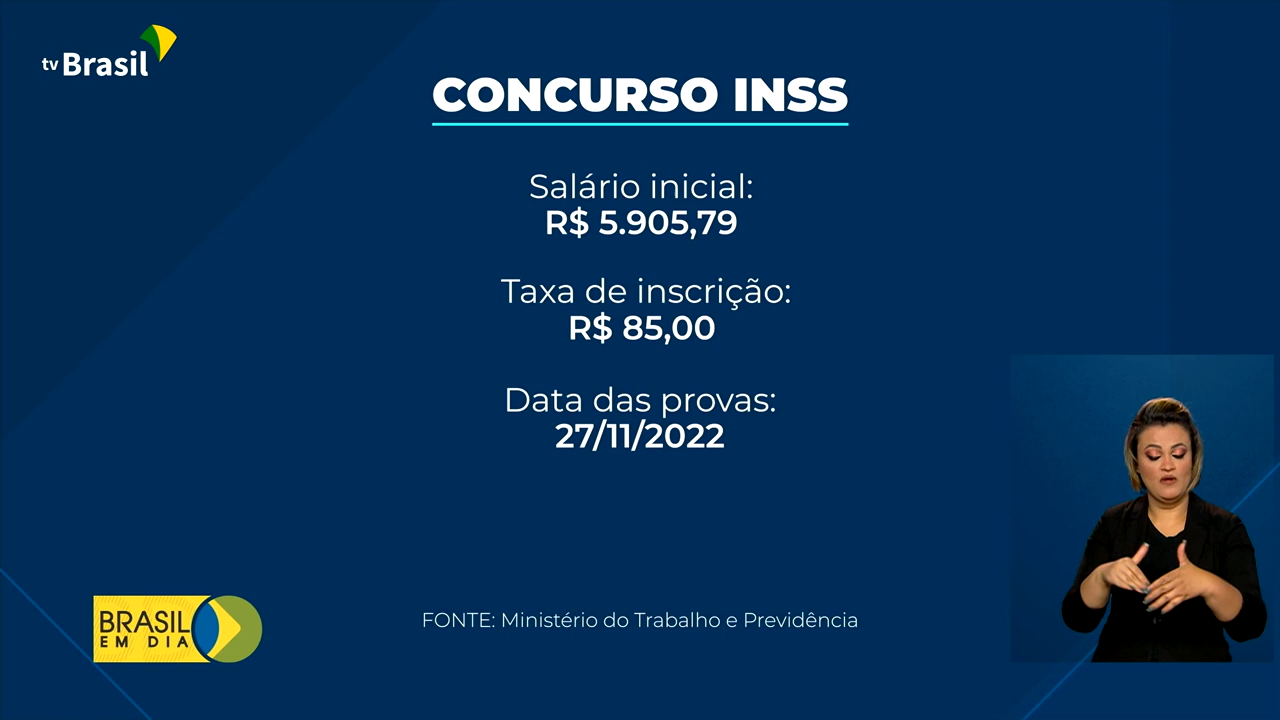 tv Brasil
CONCURSO INSS
Salário inicial:
R$ 5.905,79
Taxa de inscrição:
R$ 85,00
Data das provas:
27/11/2022
BRASIL
EM DIA
FONTE: Ministério do Trabalho e Previdência